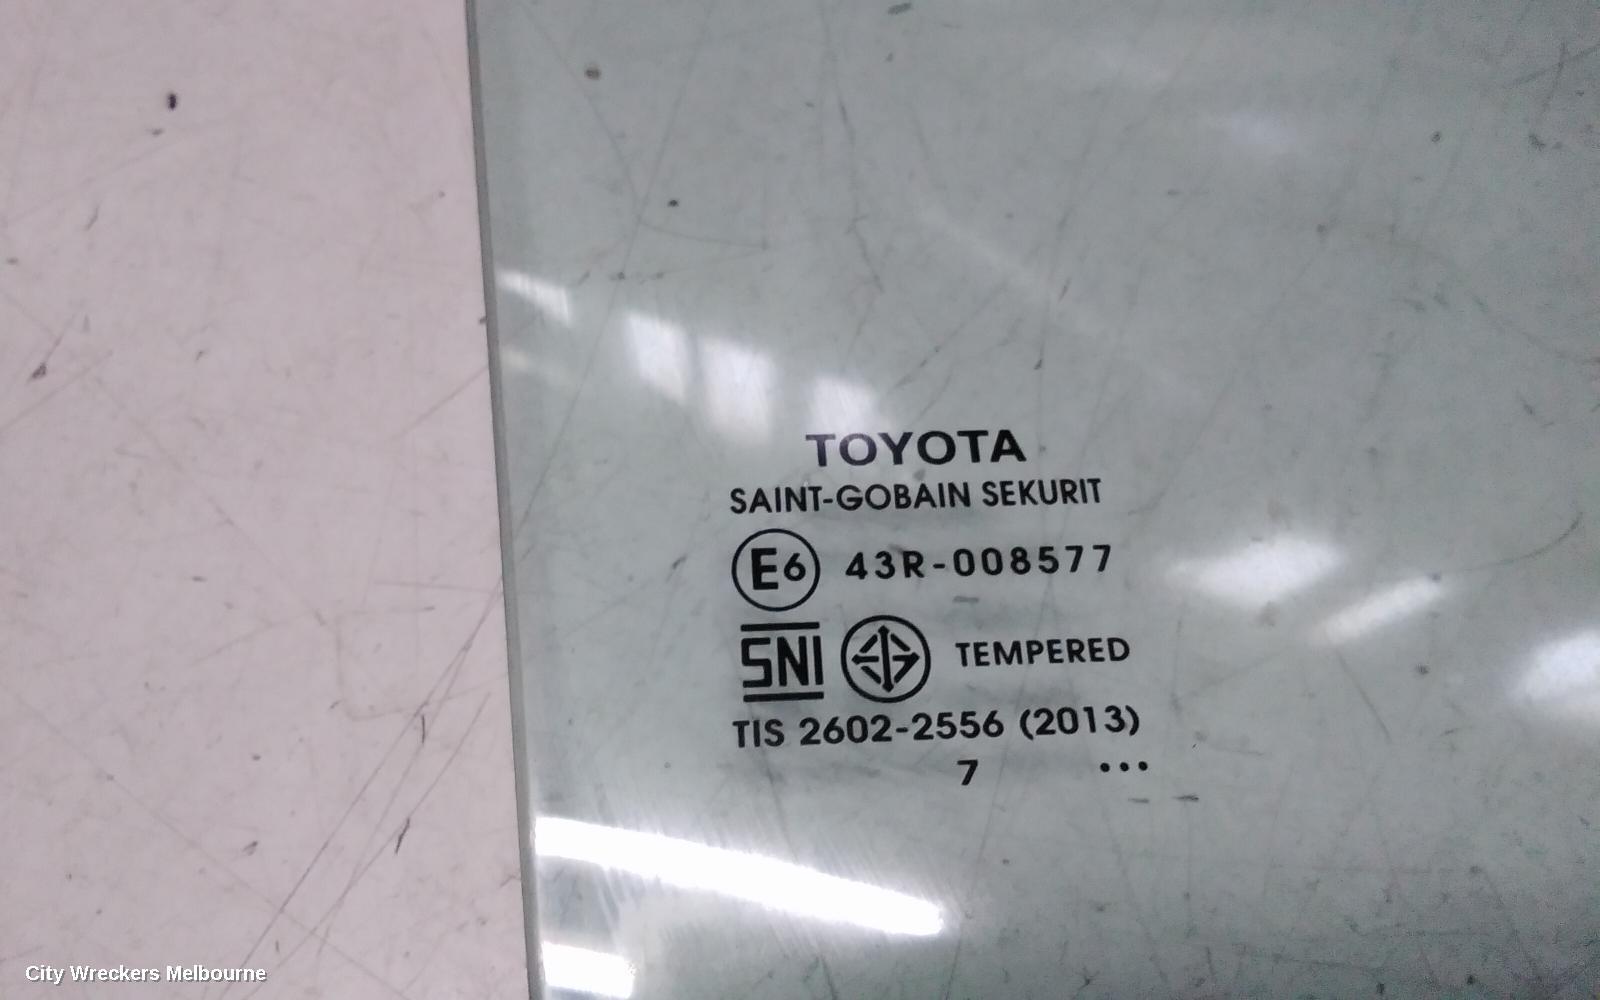 TOYOTA
SAINT-GOBAIN SEKURIT
E6 43R-008577
SNI TEMPERED
TIS 2602-2556 (2013)
7 ...
City Wreckers Melbourne